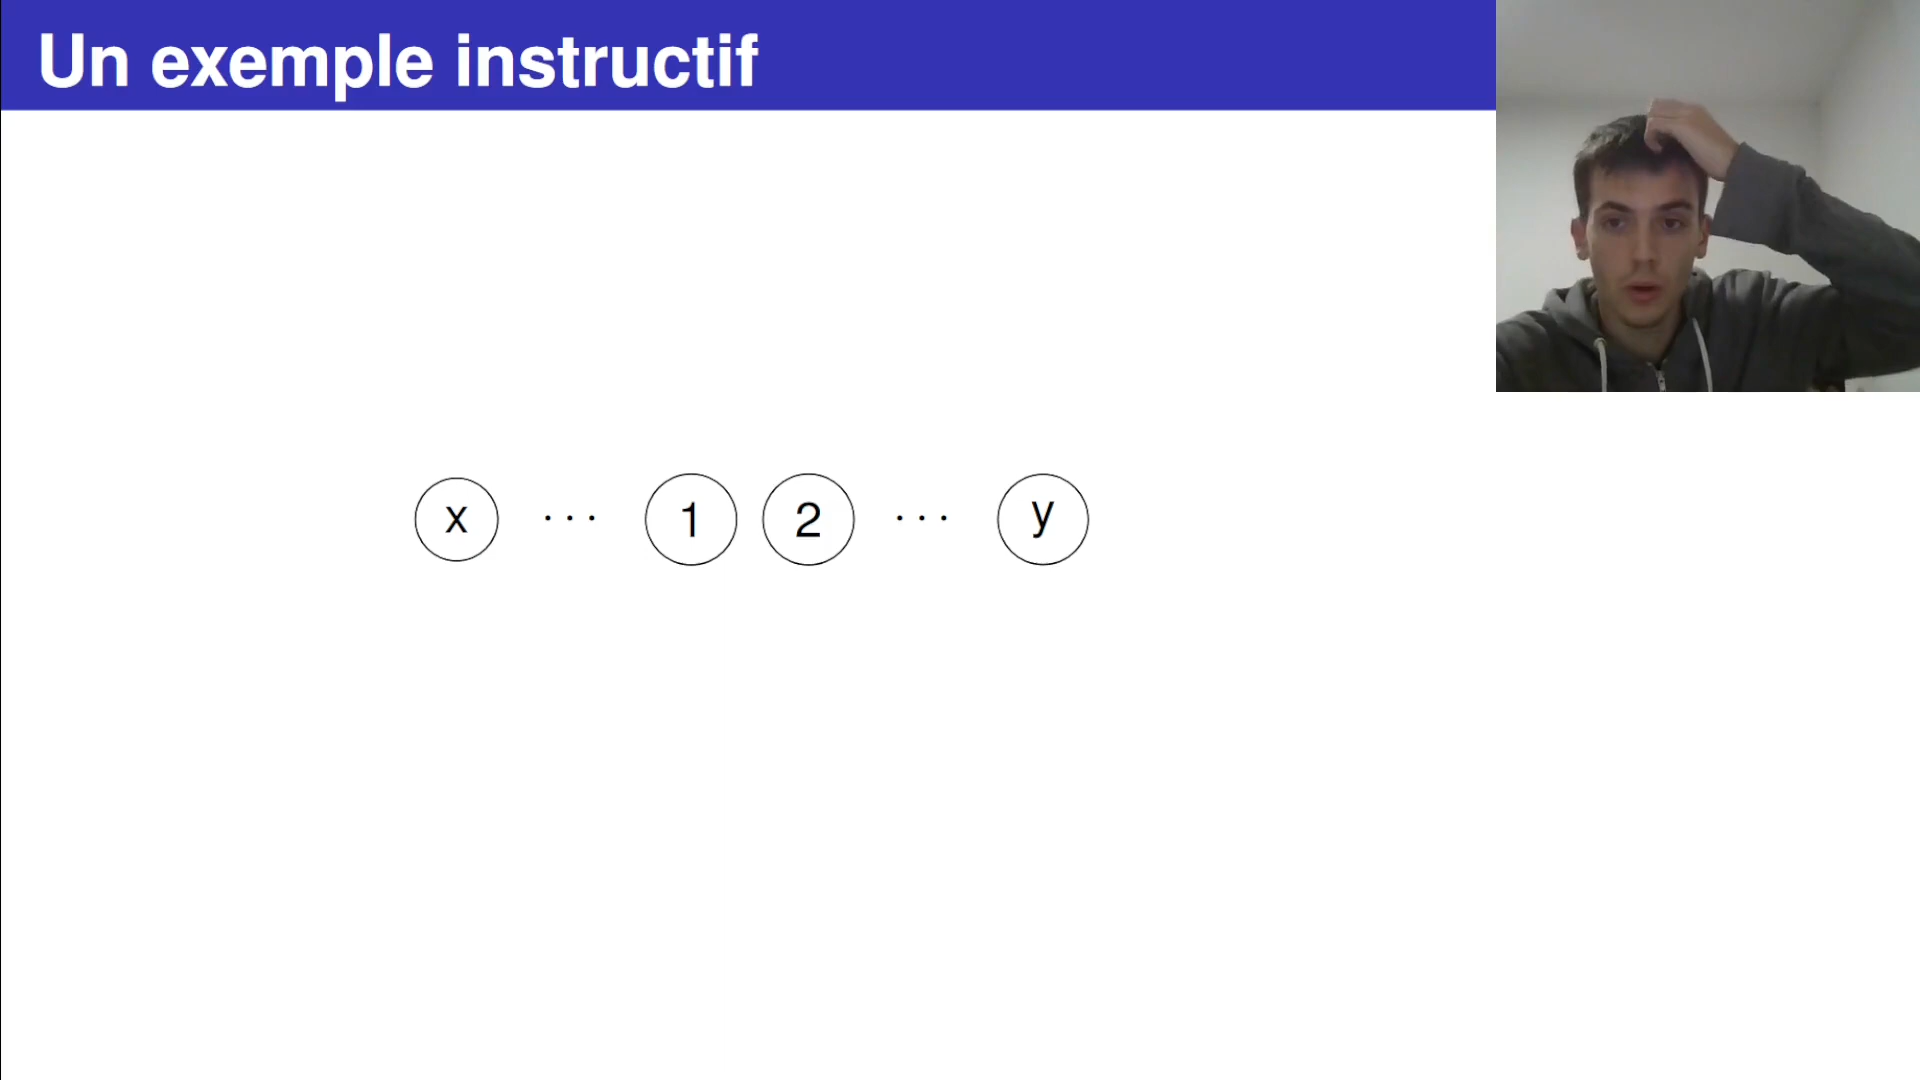 Un exemple instructif
x ··· 1 2 ··· y